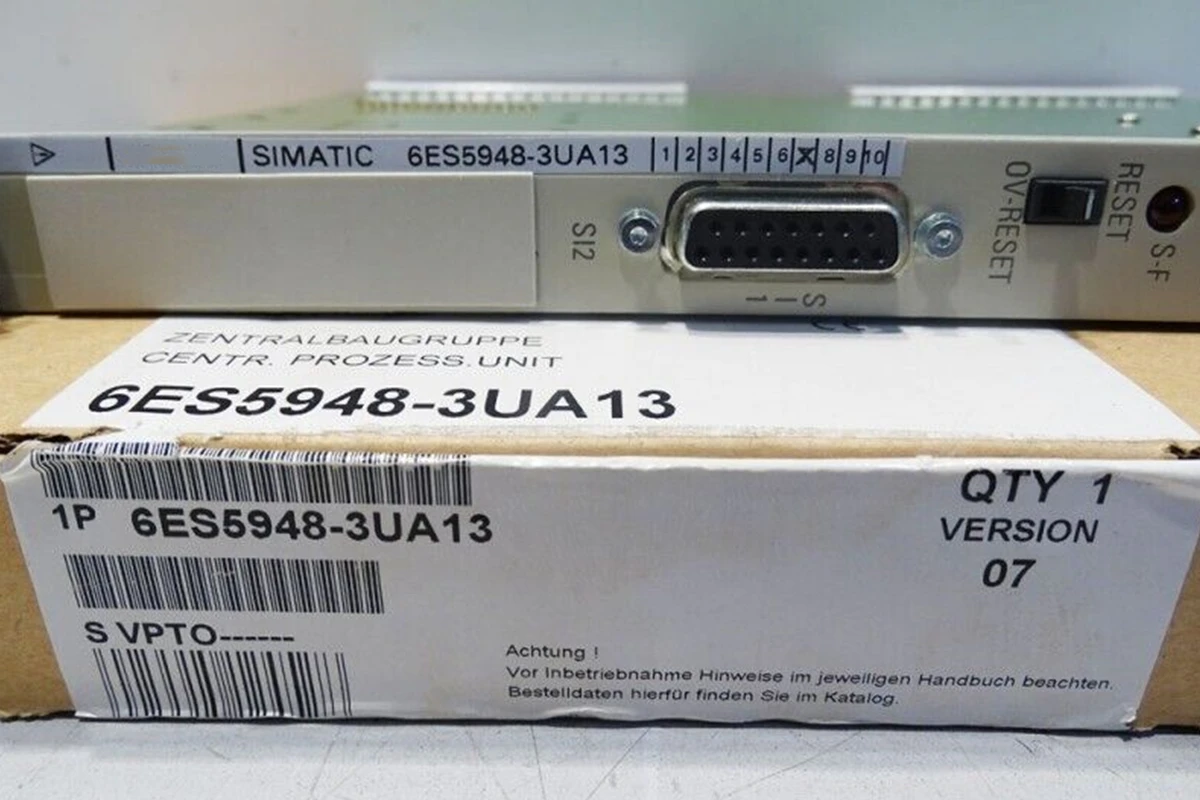 SIMATIC 6ES5948-3UA13 1 2 3 4 5 6 X 8 9 10
SI2
SI1
OV-RESET
RESET
S-F
ZENTRALBAUGRUPPE
CENTR. PROZESS.UNIT
6ES5948-3UA13
1P 6ES5948-3UA13
QTY 1
VERSION
07
S VPTO------
Achtung !
Vor Inbetriebnahme Hinweise im jeweiligen Handbuch beachten.
Bestelldaten hierfür finden Sie im Katalog.